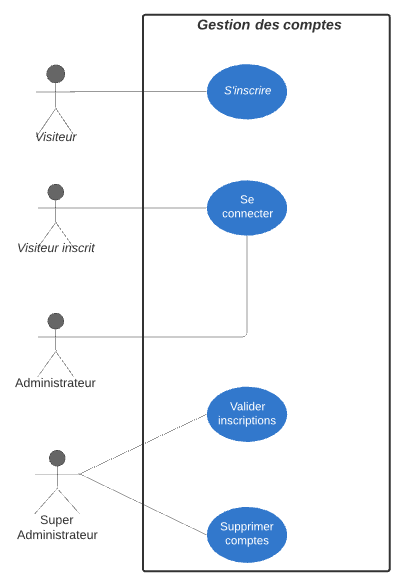 Gestion des comptes
S'inscrire
Visiteur
Se
connecter
Visiteur inscrit
Administrateur
Valider
inscriptions
Super
Administrateur
Supprimer
comptes